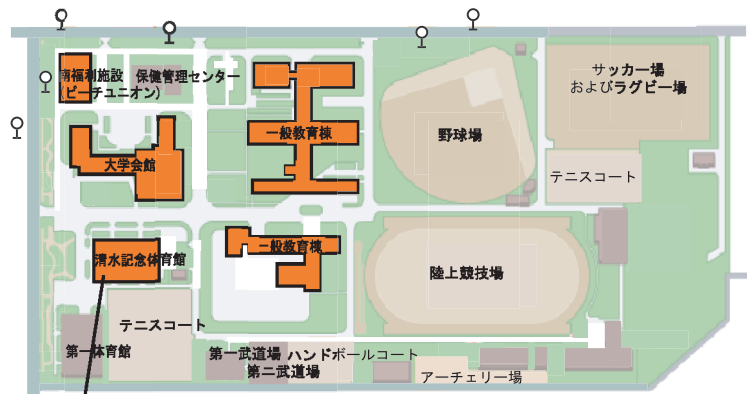 南福利施設
(ピーチユニオン)
保健管理センター
サッカー場
およびラグビー場
一般教育棟
野球場
大学会館
テニスコート
一般教育棟
清水記念体育館
陸上競技場
テニスコート
第一体育館
第一武道場
ハンドボールコート
第二武道場
アーチェリー場